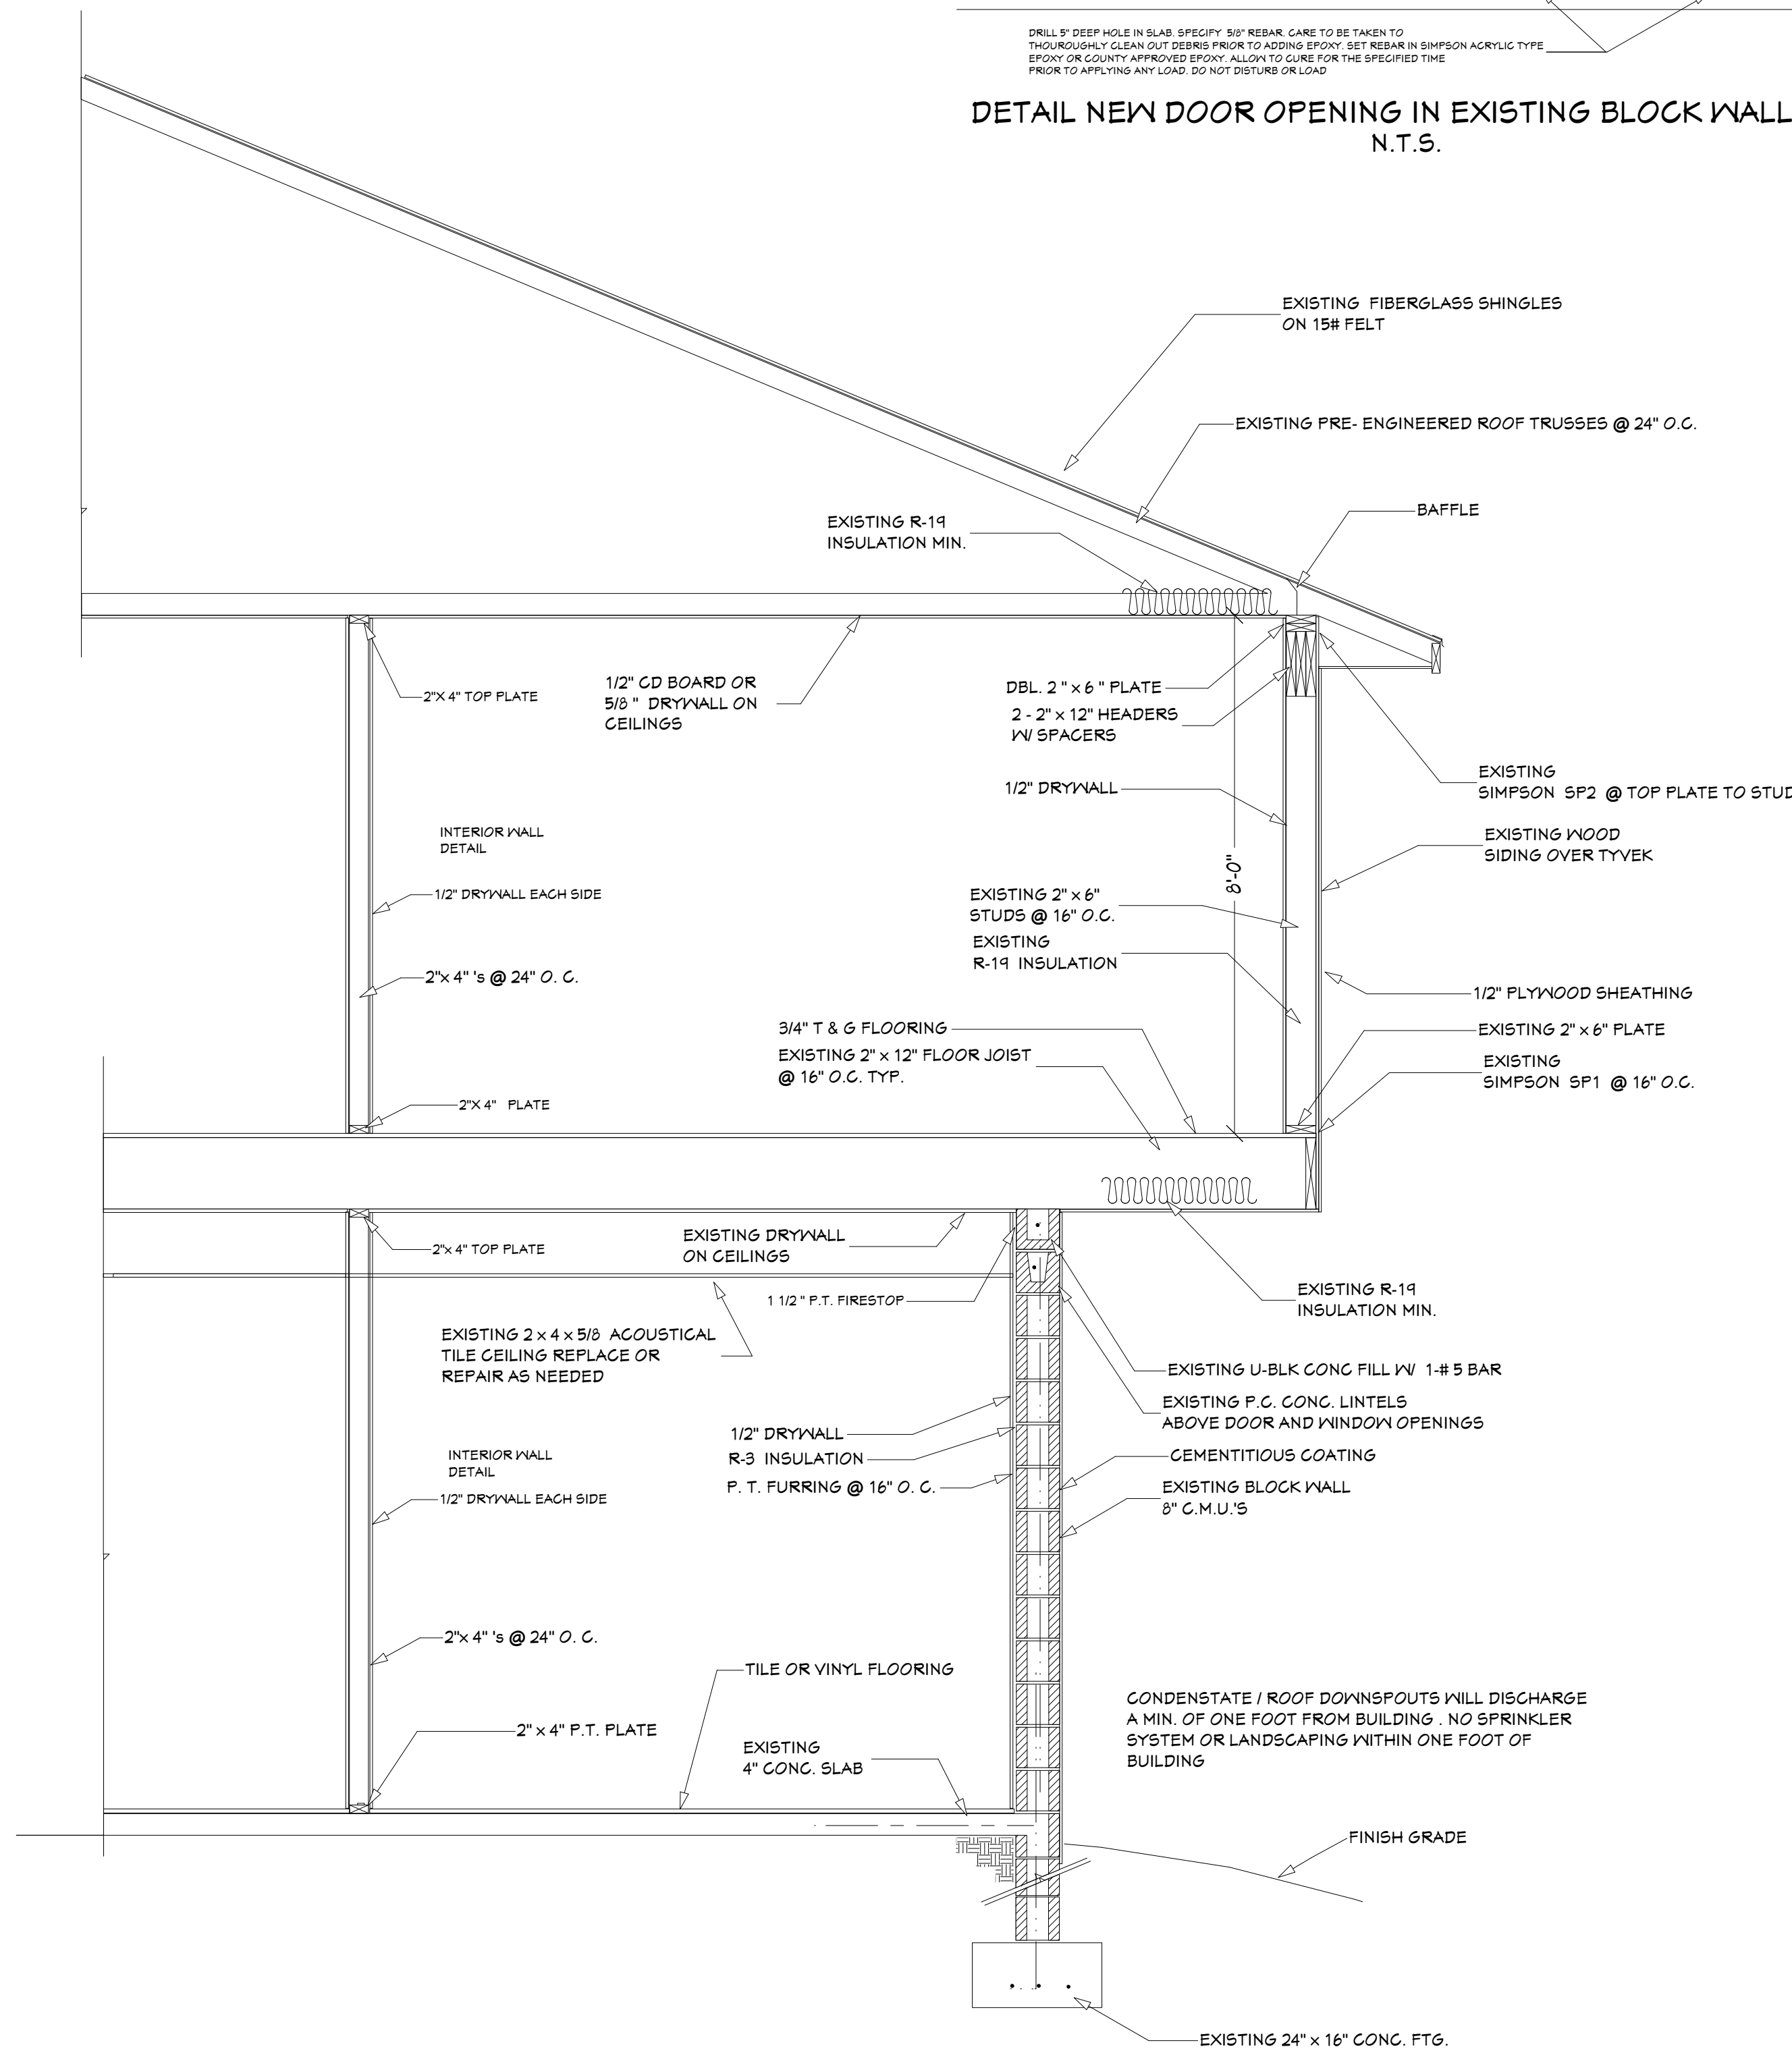 DRILL 5" DEEP HOLE IN SLAB. SPECIFY 5/8" REBAR. CARE TO BE TAKEN TO
THOUROUGHLY CLEAN OUT DEBRIS PRIOR TO ADDING EPOXY. SET REBAR IN SIMPSON ACRYLIC TYPE
EPOXY OR COUNTY APPROVED EPOXY. ALLOW TO CURE FOR THE SPECIFIED TIME
PRIOR TO APPLYING ANY LOAD. DO NOT DISTURB OR LOAD
DETAIL NEW DOOR OPENING IN EXISTING BLOCK WALL
N.T.S.
EXISTING FIBERGLASS SHINGLES
ON 15# FELT
EXISTING PRE- ENGINEERED ROOF TRUSSES @ 24" O.C.
BAFFLE
EXISTING R-19
INSULATION MIN.
2"X 4" TOP PLATE
1/2" CD BOARD OR
5/8 " DRYWALL ON
CEILINGS
DBL. 2 " x 6 " PLATE
2 - 2" x 12" HEADERS
W/ SPACERS
1/2" DRYWALL
EXISTING
SIMPSON SP2 @ TOP PLATE TO STUD
INTERIOR WALL
DETAIL
EXISTING WOOD
SIDING OVER TYVEK
8'-0"
1/2" DRYWALL EACH SIDE
EXISTING 2" x 6"
STUDS @ 16" O.C.
EXISTING
R-19 INSULATION
2"x 4" 's @ 24" O. C.
1/2" PLYWOOD SHEATHING
3/4" T & G FLOORING
EXISTING 2" x 6" PLATE
EXISTING 2" x 12" FLOOR JOIST
@ 16" O.C. TYP.
EXISTING
SIMPSON SP1 @ 16" O.C.
2"X 4" PLATE
EXISTING DRYWALL
ON CEILINGS
2"x 4" TOP PLATE
1 1/2 " P.T. FIRESTOP
EXISTING R-19
INSULATION MIN.
EXISTING 2 x 4 x 5/8 ACOUSTICAL
TILE CEILING REPLACE OR
REPAIR AS NEEDED
EXISTING U-BLK CONC FILL W/ 1-# 5 BAR
EXISTING P.C. CONC. LINTELS
ABOVE DOOR AND WINDOW OPENINGS
1/2" DRYWALL
R-3 INSULATION
P. T. FURRING @ 16" O. C.
CEMENTITIOUS COATING
EXISTING BLOCK WALL
8" C.M.U.'S
INTERIOR WALL
DETAIL
1/2" DRYWALL EACH SIDE
2"x 4" 's @ 24" O. C.
TILE OR VINYL FLOORING
2" x 4" P.T. PLATE
EXISTING
4" CONC. SLAB
CONDENSTATE / ROOF DOWNSPOUTS WILL DISCHARGE
A MIN. OF ONE FOOT FROM BUILDING . NO SPRINKLER
SYSTEM OR LANDSCAPING WITHIN ONE FOOT OF
BUILDING
FINISH GRADE
EXISTING 24" x 16" CONC. FTG.